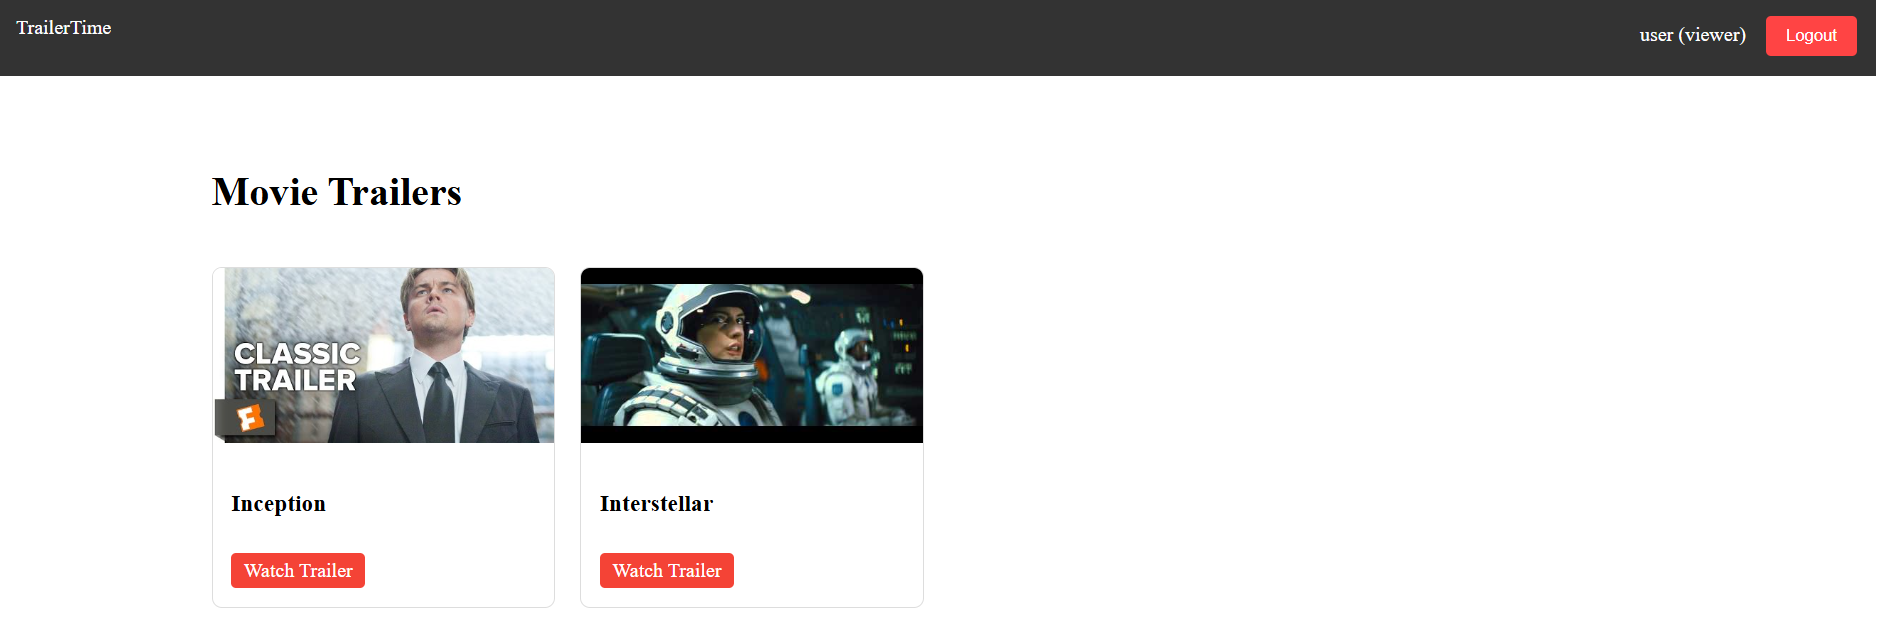 TrailerTime
user (viewer)
Logout
Movie Trailers
CLASSIC
TRAILER
Inception
Watch Trailer
Interstellar
Watch Trailer